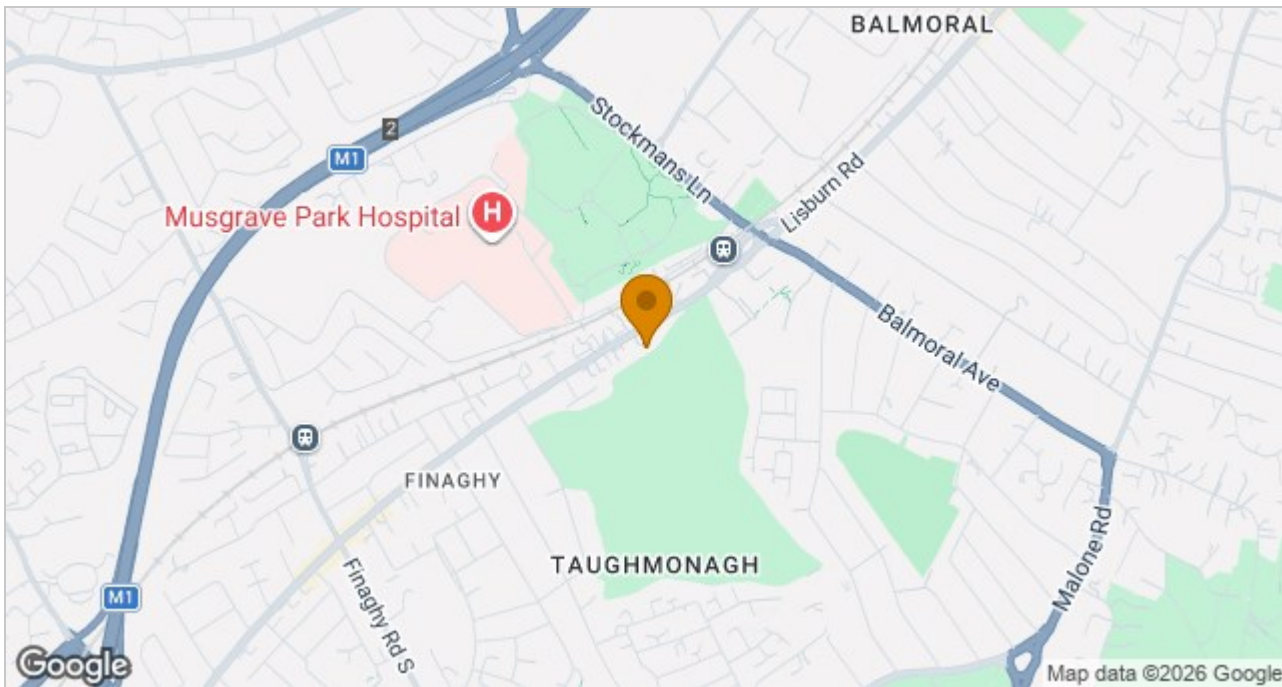 BALMORAL
Stockmans Ln
2
M1
Lisburn Rd
Musgrave Park Hospital
H
Balmoral Ave
FINAGHY
TAUGHMONAGH
Malone Rd
Finaghy Rd S
M1
Google
Map data ©2026 Google